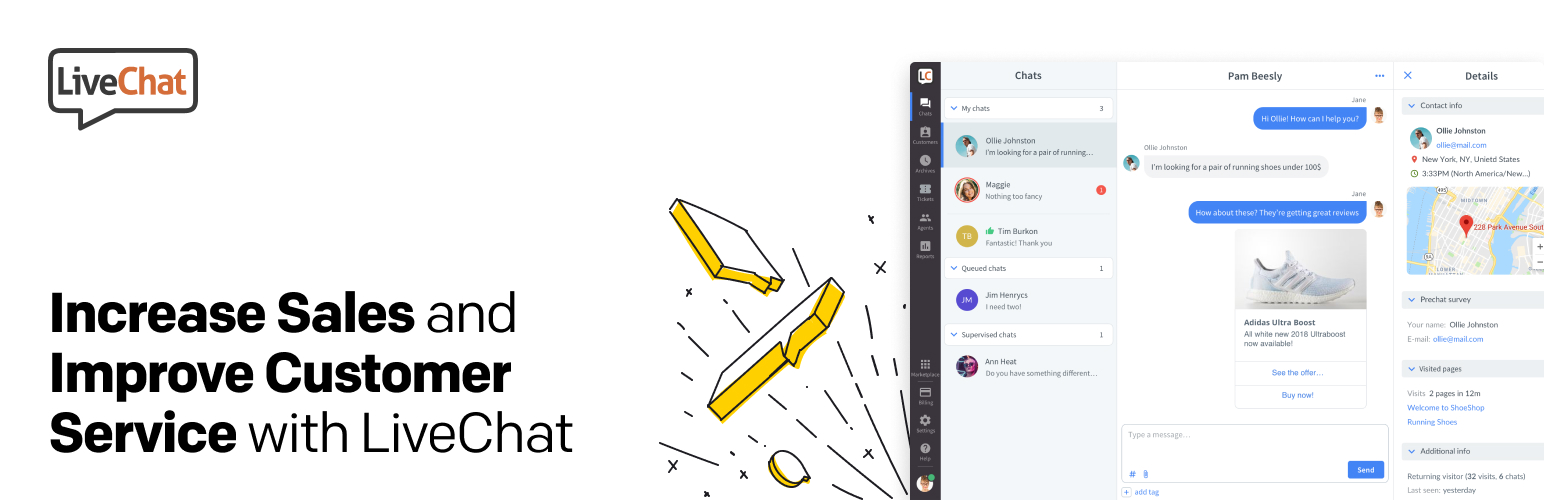 LiveChat
Increase Sales and
Improve Customer
Service with LiveChat
LC
Chats
Customers
Archives
Tickets
Agents
Reports
Marketplace
Billing
Settings
Help
Chats
My chats 3
Ollie Johnston
I'm looking for a pair of running…
Maggie
Nothing too fancy
1
TB
Tim Burkon
Fantastic! Thank you
Queued chats 1
JM
Jim Henrycs
I need two!
Supervised chats 1
Ann Heat
Do you have something different…
Pam Beesly
Jane
Hi Ollie! How can I help you?
Ollie Johnston
I'm looking for a pair of running shoes under 100$
Jane
How about these? They're getting great reviews
Adidas Ultra Boost
All white new 2018 Ultraboost
now available!
See the offer…
Buy now!
Type a message…
#
Send
+ add tag
Details
Contact info
Ollie Johnston
ollie@mail.com
New York, NY, Unietd States
3:33PM (North America/New…)
495
MIDTOWN
228 Park Avenue Sout
9A
LOWER
MANHATTAN
+
−
Prechat survey
Your name: Ollie Johnston
E-mail: ollie@mail.com
Visited pages
Visits 2 pages in 12m
Welcome to ShoeShop
Running Shoes
Additional info
Returning visitor (32 visits, 6 chats)
Last seen: yesterday